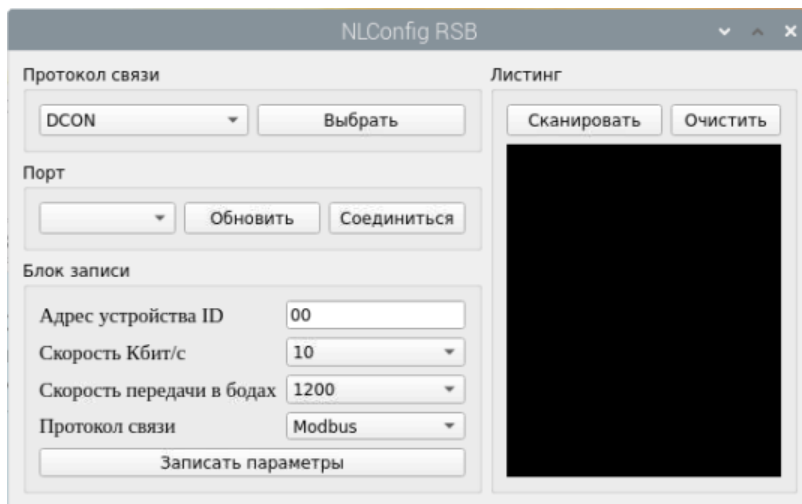 NLConfig RSB
Протокол связи
DCON
Выбрать
Порт
Обновить
Соединиться
Блок записи
Адрес устройства ID
00
Скорость Кбит/с
10
Скорость передачи в бодах
1200
Протокол связи
Modbus
Записать параметры
Листинг
Сканировать
Очистить